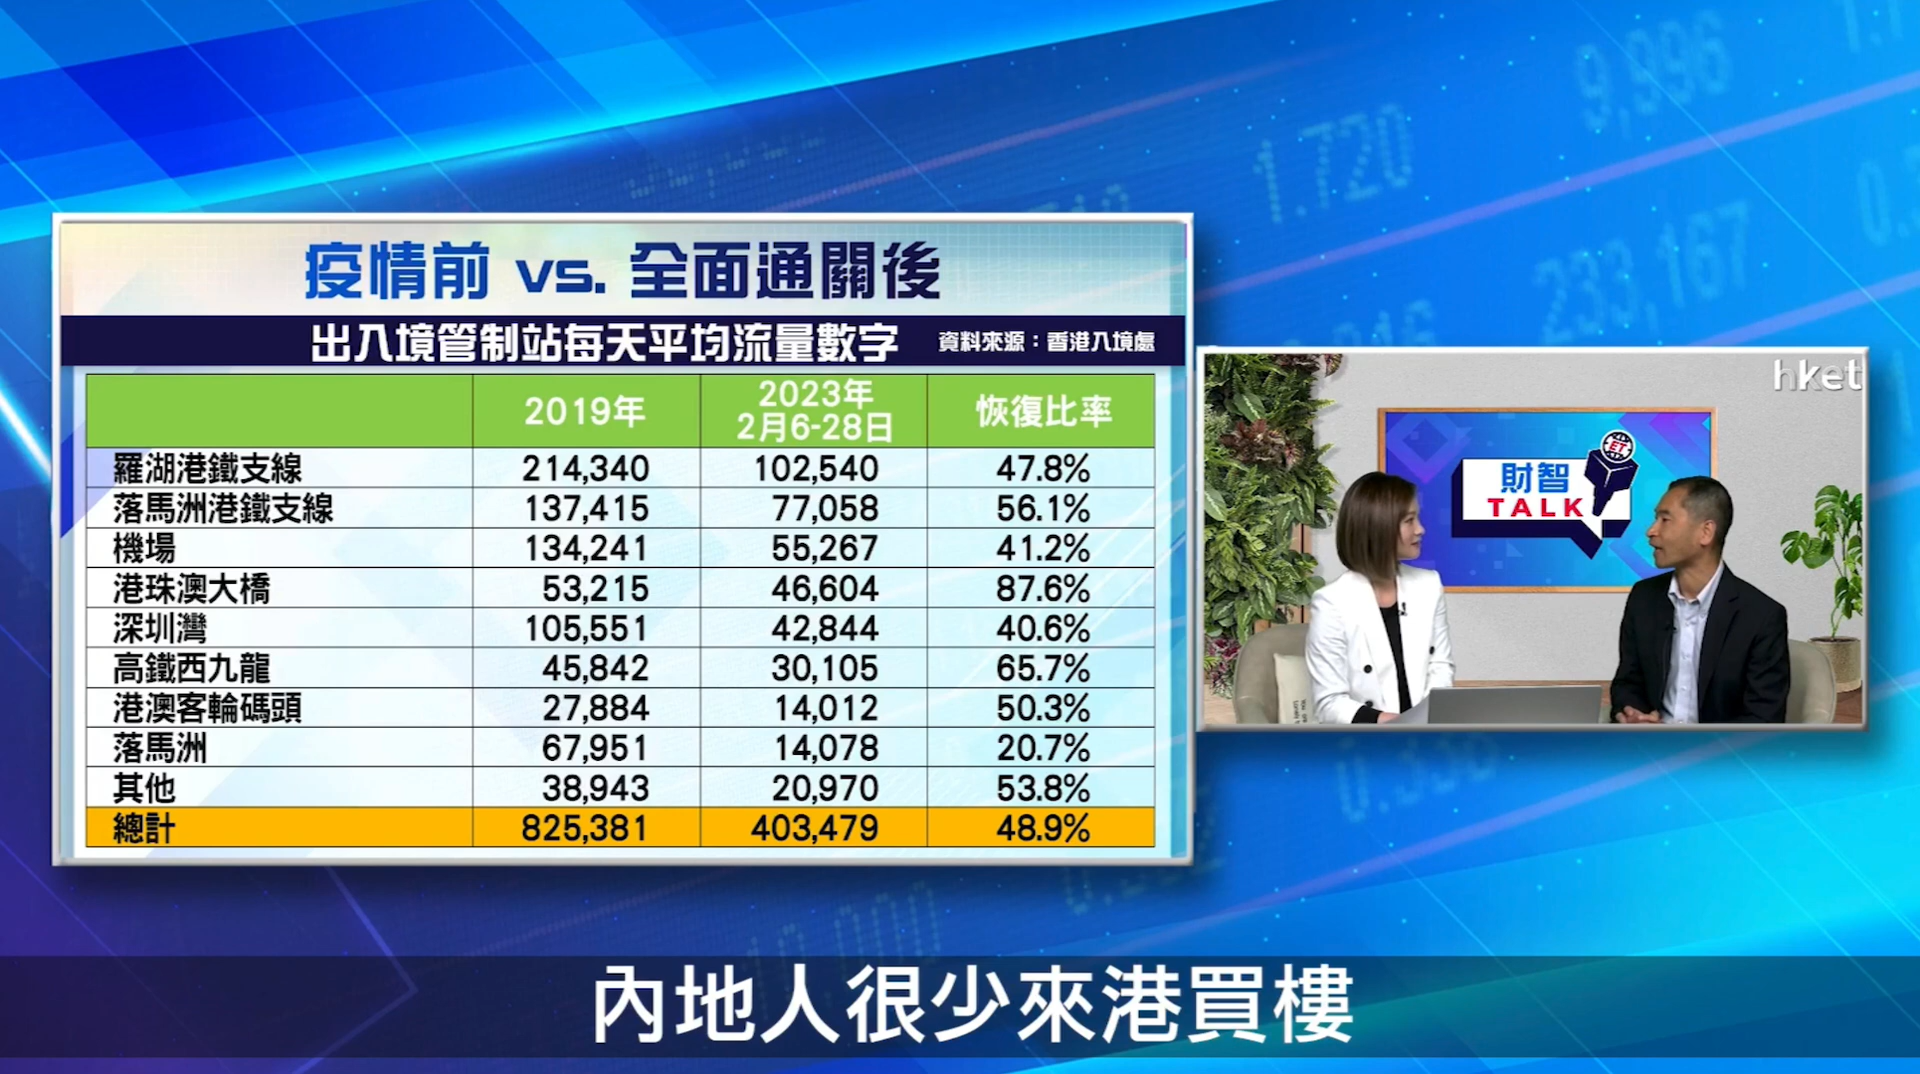 疫情前 vs. 全面通關後
出入境管制站每天平均流量數字 資料來源：香港入境處
2019年 2023年 2月6-28日 恢復比率
羅湖港鐵支線 214,340 102,540 47.8%
落馬洲港鐵支線 137,415 77,058 56.1%
機場 134,241 55,267 41.2%
港珠澳大橋 53,215 46,604 87.6%
深圳灣 105,551 42,844 40.6%
高鐵西九龍 45,842 30,105 65.7%
港澳客輪碼頭 27,884 14,012 50.3%
落馬洲 67,951 14,078 20.7%
其他 38,943 20,970 53.8%
總計 825,381 403,479 48.9%
hket
ET
財智
TALK
9,996
1.720
233,167
內地人很少來港買樓